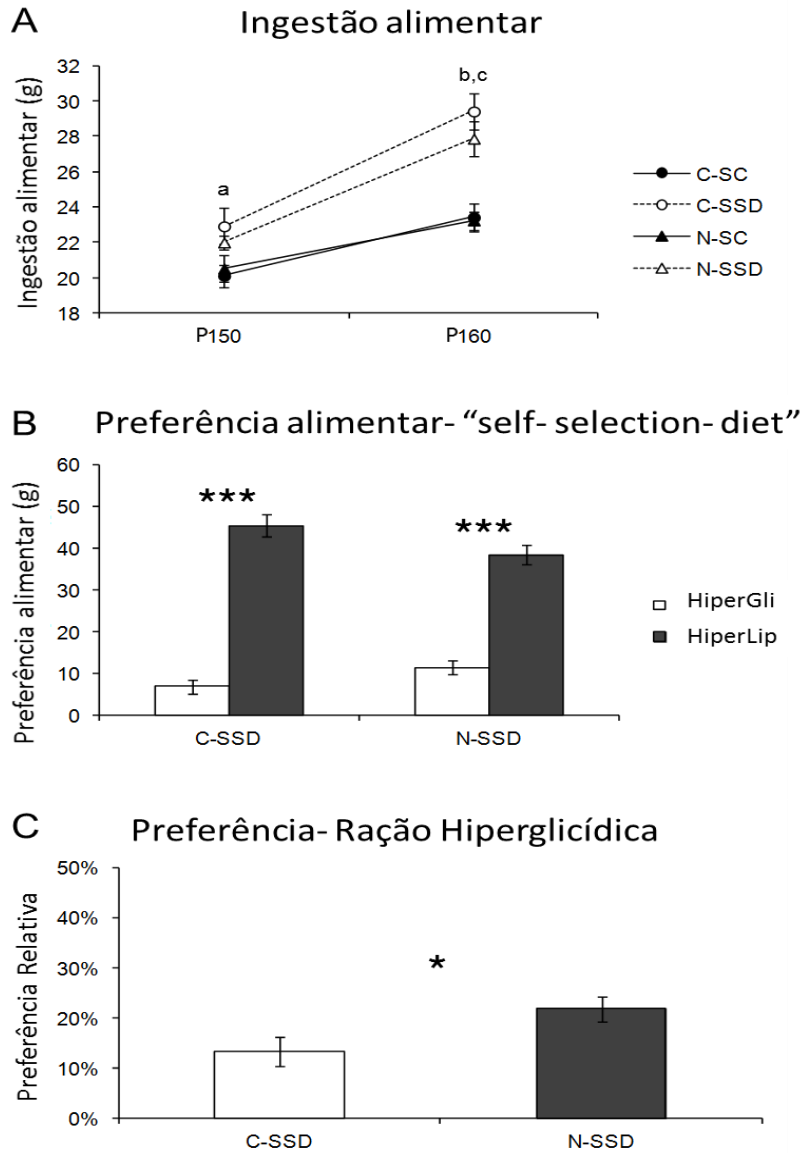 A Ingestão alimentar
Ingestão alimentar (g)
32
30
28
26
24
22
20
18
a
b,c
P150 P160
C-SC
C-SSD
N-SC
N-SSD
B Preferência alimentar- “self- selection- diet”
Preferência alimentar (g)
60
50
40
30
20
10
0
*** ***
C-SSD N-SSD
HiperGli
HiperLip
C Preferência- Ração Hiperglicídica
Preferência Relativa
50%
40%
30%
20%
10%
0%
*
C-SSD N-SSD